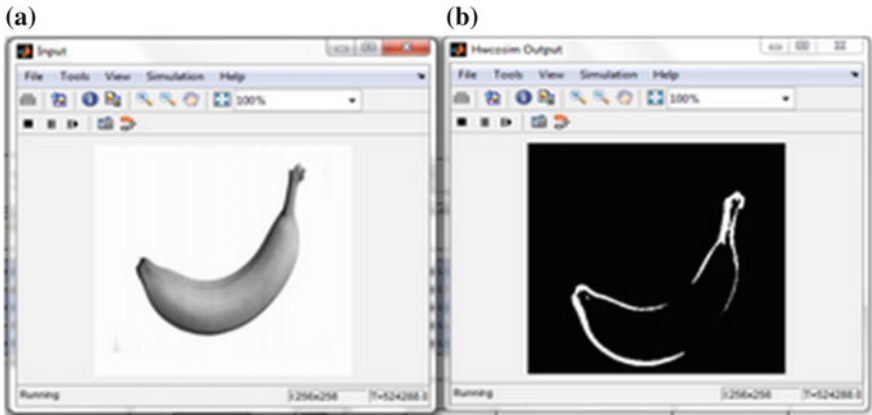 (a)
(b)
Input
File Tools View Simulation Help
100%
Running
I:256x256
T=524288.0
Hwcosim Output
File Tools View Simulation Help
100%
Running
I:256x256
T=524288.0